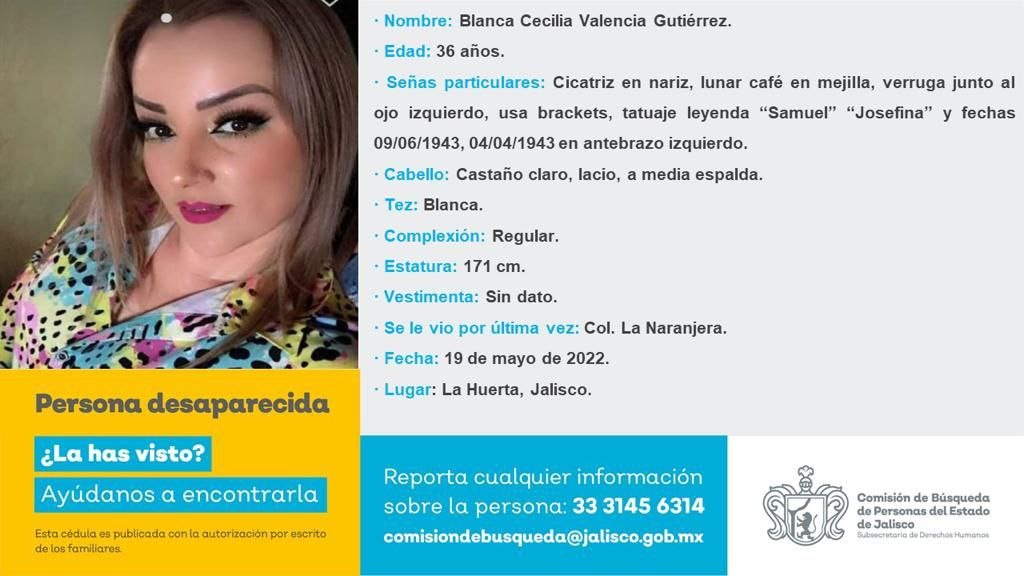 · Nombre: Blanca Cecilia Valencia Gutiérrez.
· Edad: 36 años.
· Señas particulares: Cicatriz en nariz, lunar café en mejilla, verruga junto al
ojo izquierdo, usa brackets, tatuaje leyenda “Samuel” “Josefina” y fechas
09/06/1943, 04/04/1943 en antebrazo izquierdo.
· Cabello: Castaño claro, lacio, a media espalda.
· Tez: Blanca.
· Complexión: Regular.
· Estatura: 171 cm.
· Vestimenta: Sin dato.
· Se le vio por última vez: Col. La Naranjera.
· Fecha: 19 de mayo de 2022.
· Lugar: La Huerta, Jalisco.
Persona desaparecida
¿La has visto?
Ayúdanos a encontrarla
Esta cédula es publicada con la autorización por escrito
de los familiares.
Reporta cualquier información
sobre la persona: 33 3145 6314
comisiondebusqueda@jalisco.gob.mx
Comisión de Búsqueda
de Personas del Estado
de Jalisco
Subsecretaría de Derechos Humanos